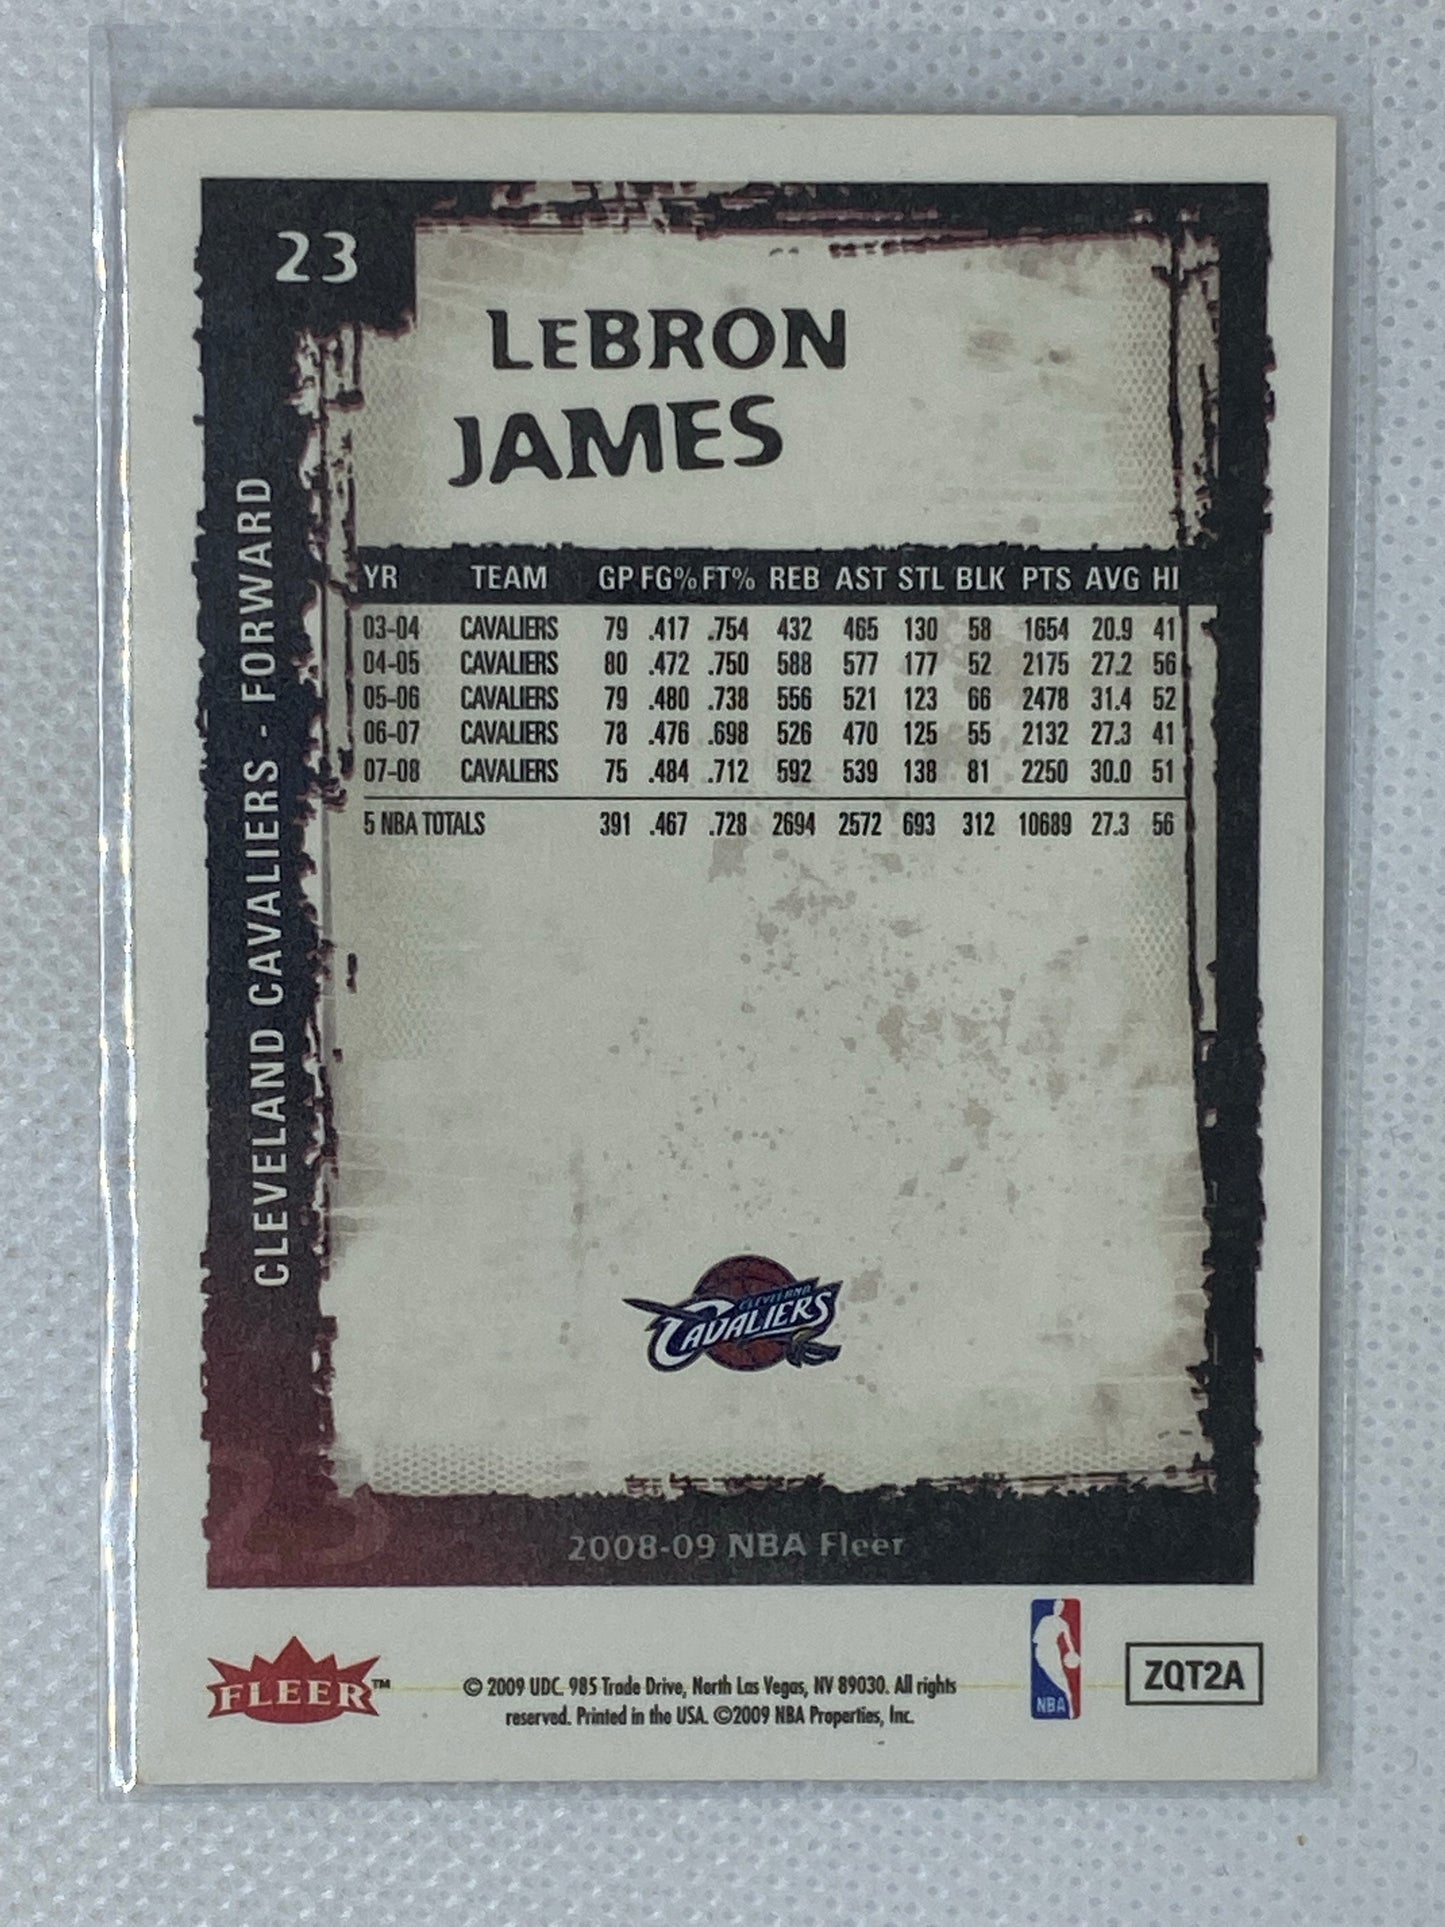 23
LeBRON
JAMES
CLEVELAND CAVALIERS - FORWARD
YR TEAM GP FG% FT% REB AST STL BLK PTS AVG HI
03-04 CAVALIERS 79 .417 .754 432 465 130 58 1654 20.9 41
04-05 CAVALIERS 80 .472 .750 588 577 177 52 2175 27.2 56
05-06 CAVALIERS 79 .480 .738 556 521 123 66 2478 31.4 52
06-07 CAVALIERS 78 .476 .698 526 470 125 55 2132 27.3 41
07-08 CAVALIERS 75 .484 .712 592 539 138 81 2250 30.0 51
5 NBA TOTALS 391 .467 .728 2694 2572 693 312 10689 27.3 56
CLEVELAND
CAVALIERS
23
2008-09 NBA Fleer
FLEER™
© 2009 UDC. 985 Trade Drive, North Las Vegas, NV 89030. All rights
reserved. Printed in the USA. ©2009 NBA Properties, Inc.
NBA
ZQT2A